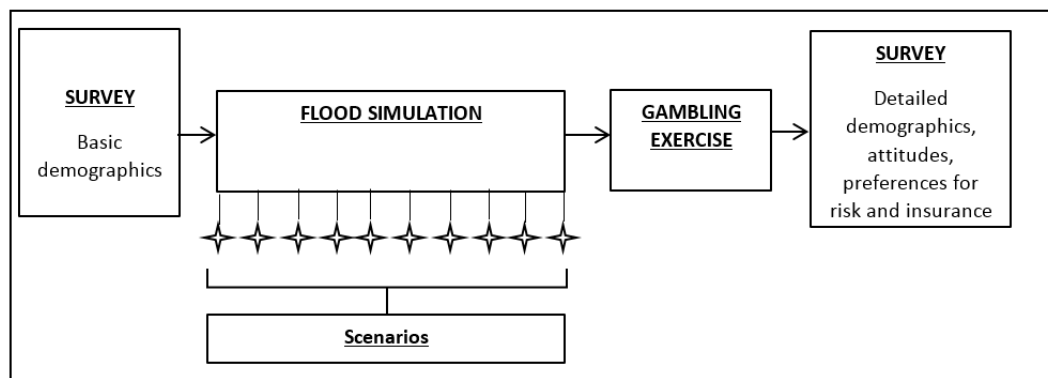 SURVEY
Basic
demographics
FLOOD SIMULATION
GAMBLING
EXERCISE
SURVEY
Detailed
demographics,
attitudes,
preferences for
risk and insurance
Scenarios